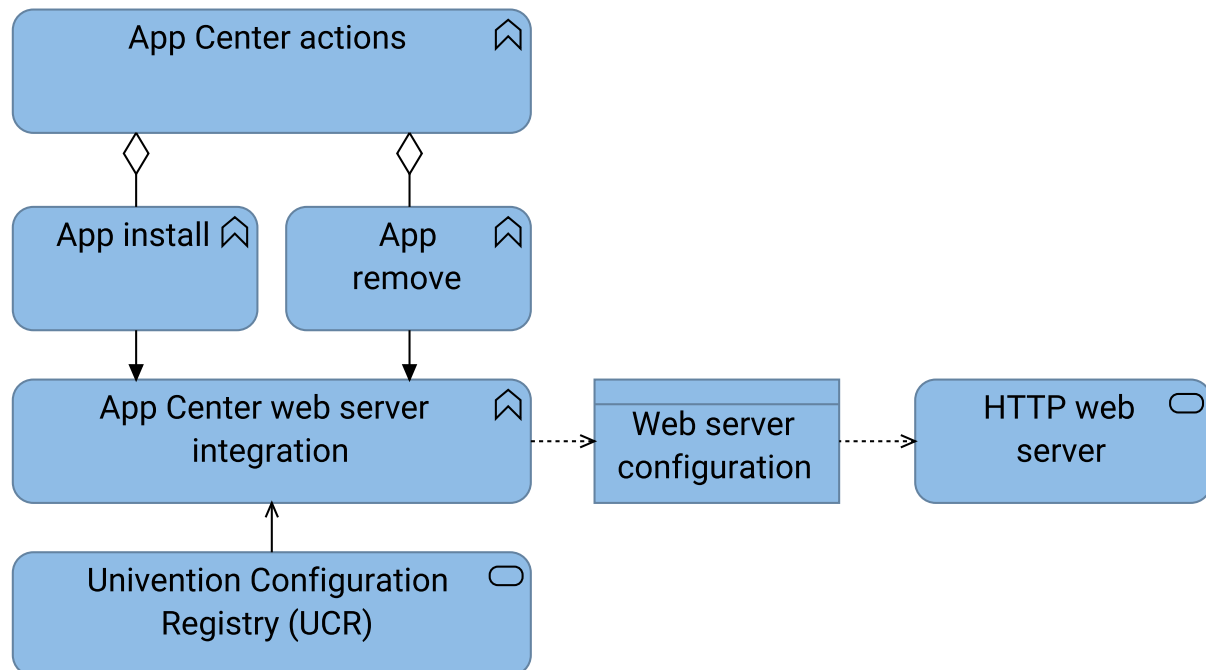 App Center actions
App install
App
remove
App Center web server
integration
Web server
configuration
HTTP web
server
Univention Configuration
Registry (UCR)